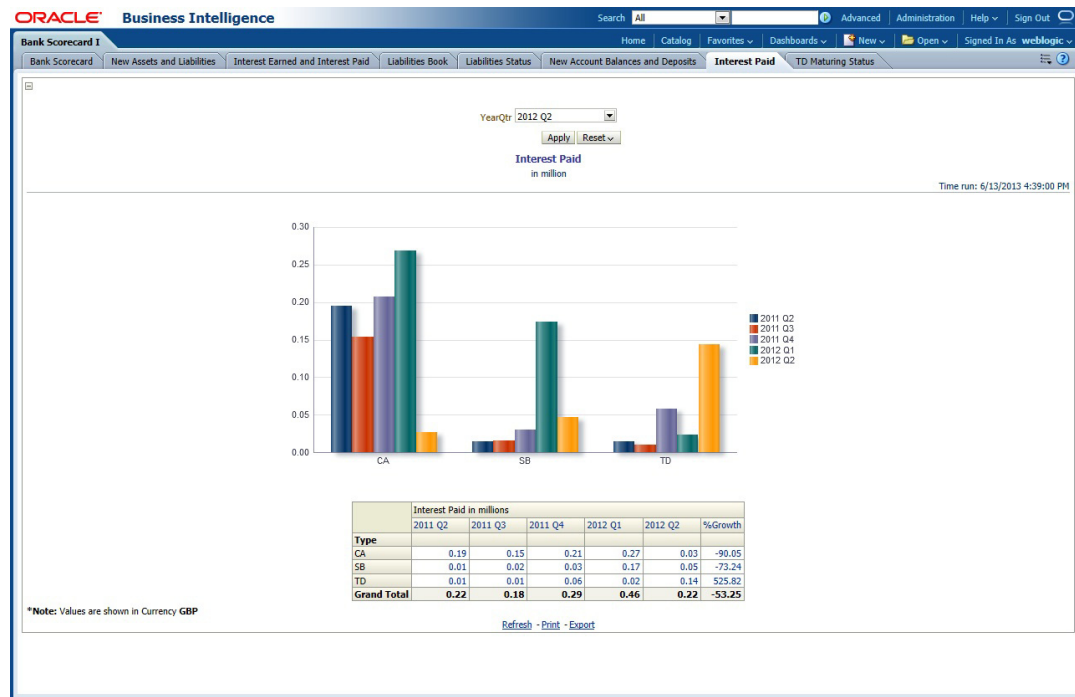 ORACLE Business Intelligence Search All Advanced Administration Help Sign Out
Bank Scorecard I Home Catalog Favorites Dashboards New Open Signed In As weblogic
Bank Scorecard New Assets and Liabilities Interest Earned and Interest Paid Liabilities Book Liabilities Status New Account Balances and Deposits Interest Paid TD Maturing Status
YearQtr 2012 Q2
Apply Reset
Interest Paid
in million
Time run: 6/13/2013 4:39:00 PM
0.30
0.25
0.20
0.15
0.10
0.05
0.00
CA SB TD
2011 Q2
2011 Q3
2011 Q4
2012 Q1
2012 Q2
Interest Paid in millions
2011 Q2 2011 Q3 2011 Q4 2012 Q1 2012 Q2 %Growth
Type
CA 0.19 0.15 0.21 0.27 0.03 -90.05
SB 0.01 0.02 0.03 0.17 0.05 -73.24
TD 0.01 0.01 0.06 0.02 0.14 525.82
Grand Total 0.22 0.18 0.29 0.46 0.22 -53.25
*Note: Values are shown in Currency GBP
Refresh - Print - Export